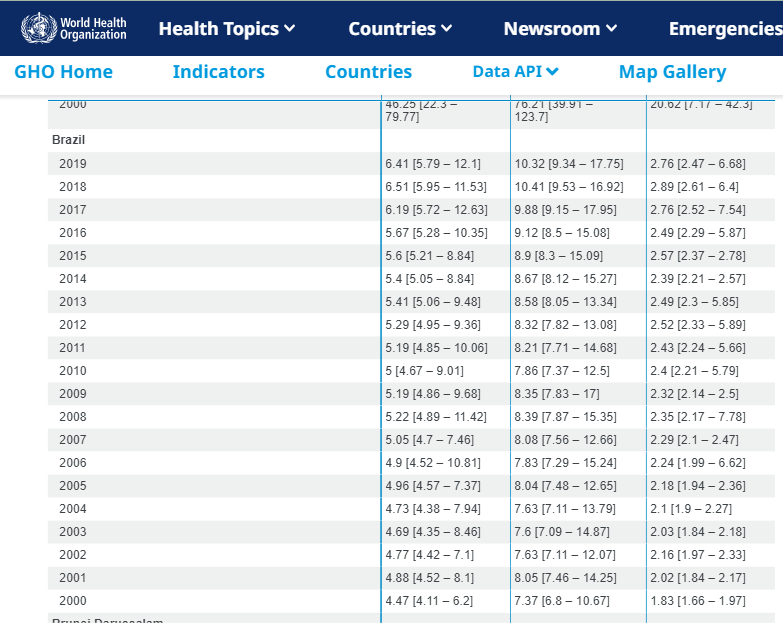 World Health
Organization
Health Topics
Countries
Newsroom
Emergencies
GHO Home
Indicators
Countries
Data API
Map Gallery
2000 46.25 [22.3 – 79.77] 76.21 [39.91 – 123.7] 20.62 [7.17 – 42.3]
Brazil
2019 6.41 [5.79 – 12.1] 10.32 [9.34 – 17.75] 2.76 [2.47 – 6.68]
2018 6.51 [5.95 – 11.53] 10.41 [9.53 – 16.92] 2.89 [2.61 – 6.4]
2017 6.19 [5.72 – 12.63] 9.88 [9.15 – 17.95] 2.76 [2.52 – 7.54]
2016 5.67 [5.28 – 10.35] 9.12 [8.5 – 15.08] 2.49 [2.29 – 5.87]
2015 5.6 [5.21 – 8.84] 8.9 [8.3 – 15.09] 2.57 [2.37 – 2.78]
2014 5.4 [5.05 – 8.84] 8.67 [8.12 – 15.27] 2.39 [2.21 – 2.57]
2013 5.41 [5.06 – 9.48] 8.58 [8.05 – 13.34] 2.49 [2.3 – 5.85]
2012 5.29 [4.95 – 9.36] 8.32 [7.82 – 13.08] 2.52 [2.33 – 5.89]
2011 5.19 [4.85 – 10.06] 8.21 [7.71 – 14.68] 2.43 [2.24 – 5.66]
2010 5 [4.67 – 9.01] 7.86 [7.37 – 12.5] 2.4 [2.21 – 5.79]
2009 5.19 [4.86 – 9.68] 8.35 [7.83 – 17] 2.32 [2.14 – 2.5]
2008 5.22 [4.89 – 11.42] 8.39 [7.87 – 15.35] 2.35 [2.17 – 7.78]
2007 5.05 [4.7 – 7.46] 8.08 [7.56 – 12.66] 2.29 [2.1 – 2.47]
2006 4.9 [4.52 – 10.81] 7.83 [7.29 – 15.24] 2.24 [1.99 – 6.62]
2005 4.96 [4.57 – 7.37] 8.04 [7.48 – 12.65] 2.18 [1.94 – 2.36]
2004 4.73 [4.38 – 7.94] 7.63 [7.11 – 13.79] 2.1 [1.9 – 2.27]
2003 4.69 [4.35 – 8.46] 7.6 [7.09 – 14.87] 2.03 [1.84 – 2.18]
2002 4.77 [4.42 – 7.1] 7.63 [7.11 – 12.07] 2.16 [1.97 – 2.33]
2001 4.88 [4.52 – 8.1] 8.05 [7.46 – 14.25] 2.02 [1.84 – 2.17]
2000 4.47 [4.11 – 6.2] 7.37 [6.8 – 10.67] 1.83 [1.66 – 1.97]
Brunei Darussalam